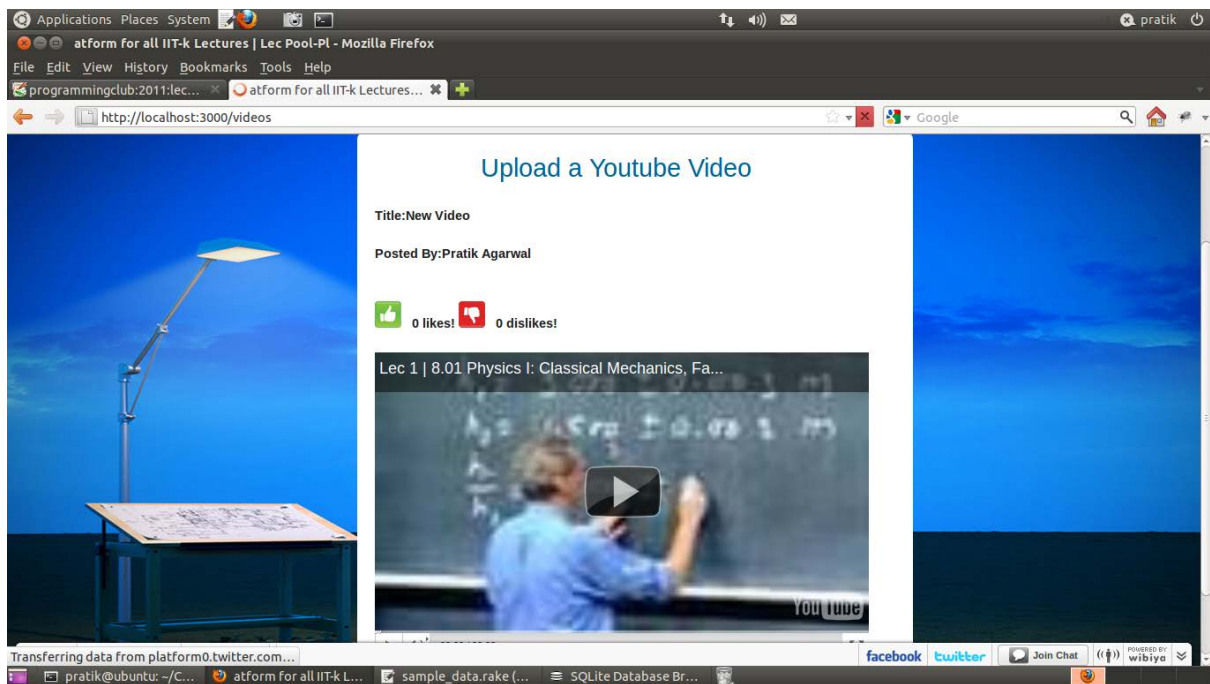 Applications Places System pratik
atform for all IIT-k Lectures | Lec Pool-Pl - Mozilla Firefox
File Edit View History Bookmarks Tools Help
programmingclub:2011:lec... atform for all IIT-k Lectures...
http://localhost:3000/videos Google
Upload a Youtube Video
Title:New Video
Posted By:Pratik Agarwal
0 likes! 0 dislikes!
Lec 1 | 8.01 Physics I: Classical Mechanics, Fa...
You Tube
Transferring data from platform0.twitter.com... facebook twitter Join Chat POWERED BY
wibiya
pratik@ubuntu: ~/C... atform for all IIT-k L... sample_data.rake (... SQLite Database Br...